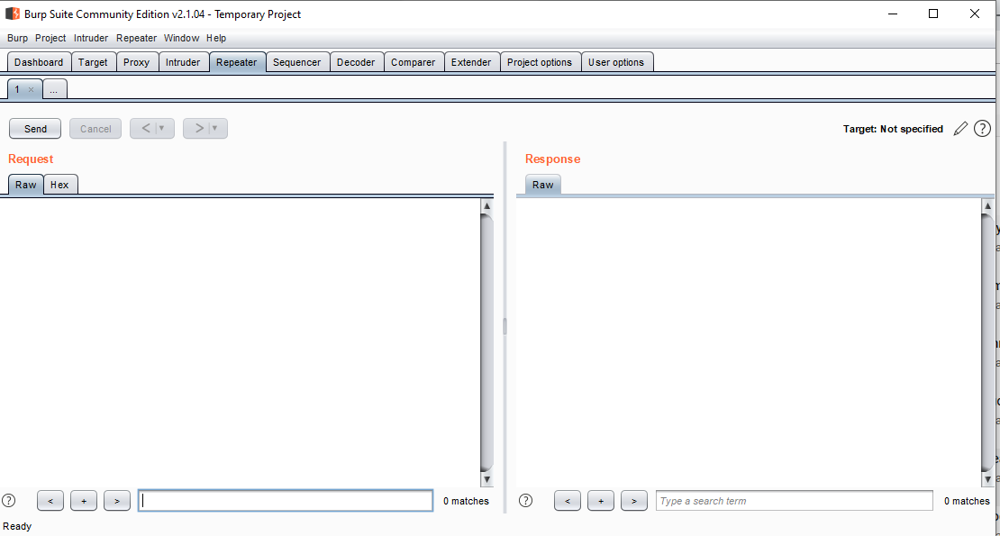 Burp Suite Community Edition v2.1.04 - Temporary Project
Burp Project Intruder Repeater Window Help
Dashboard Target Proxy Intruder Repeater Sequencer Decoder Comparer Extender Project options User options
1 × ...
Send Cancel < | ▼ > | ▼ Target: Not specified ?
Request
Raw Hex
Response
Raw
? < + > 0 matches
? < + > Type a search term 0 matches
Ready